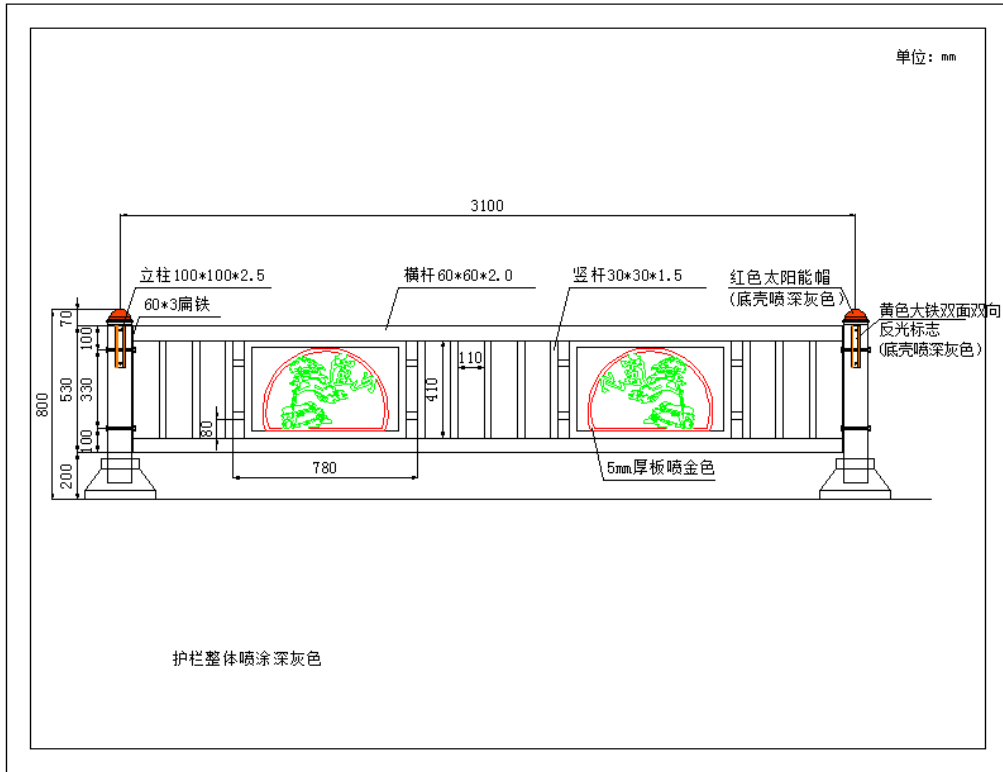 单位: mm
3100
立柱100*100*2.5
横杆60*60*2.0
竖杆30*30*1.5
红色太阳能帽
(底壳喷深灰色)
60*3扁铁
黄色大铁双面双向
反光标志
(底壳喷深灰色)
70
100
530
330
800
100
200
110
410
80
780
5mm厚板喷金色
护栏整体喷涂深灰色